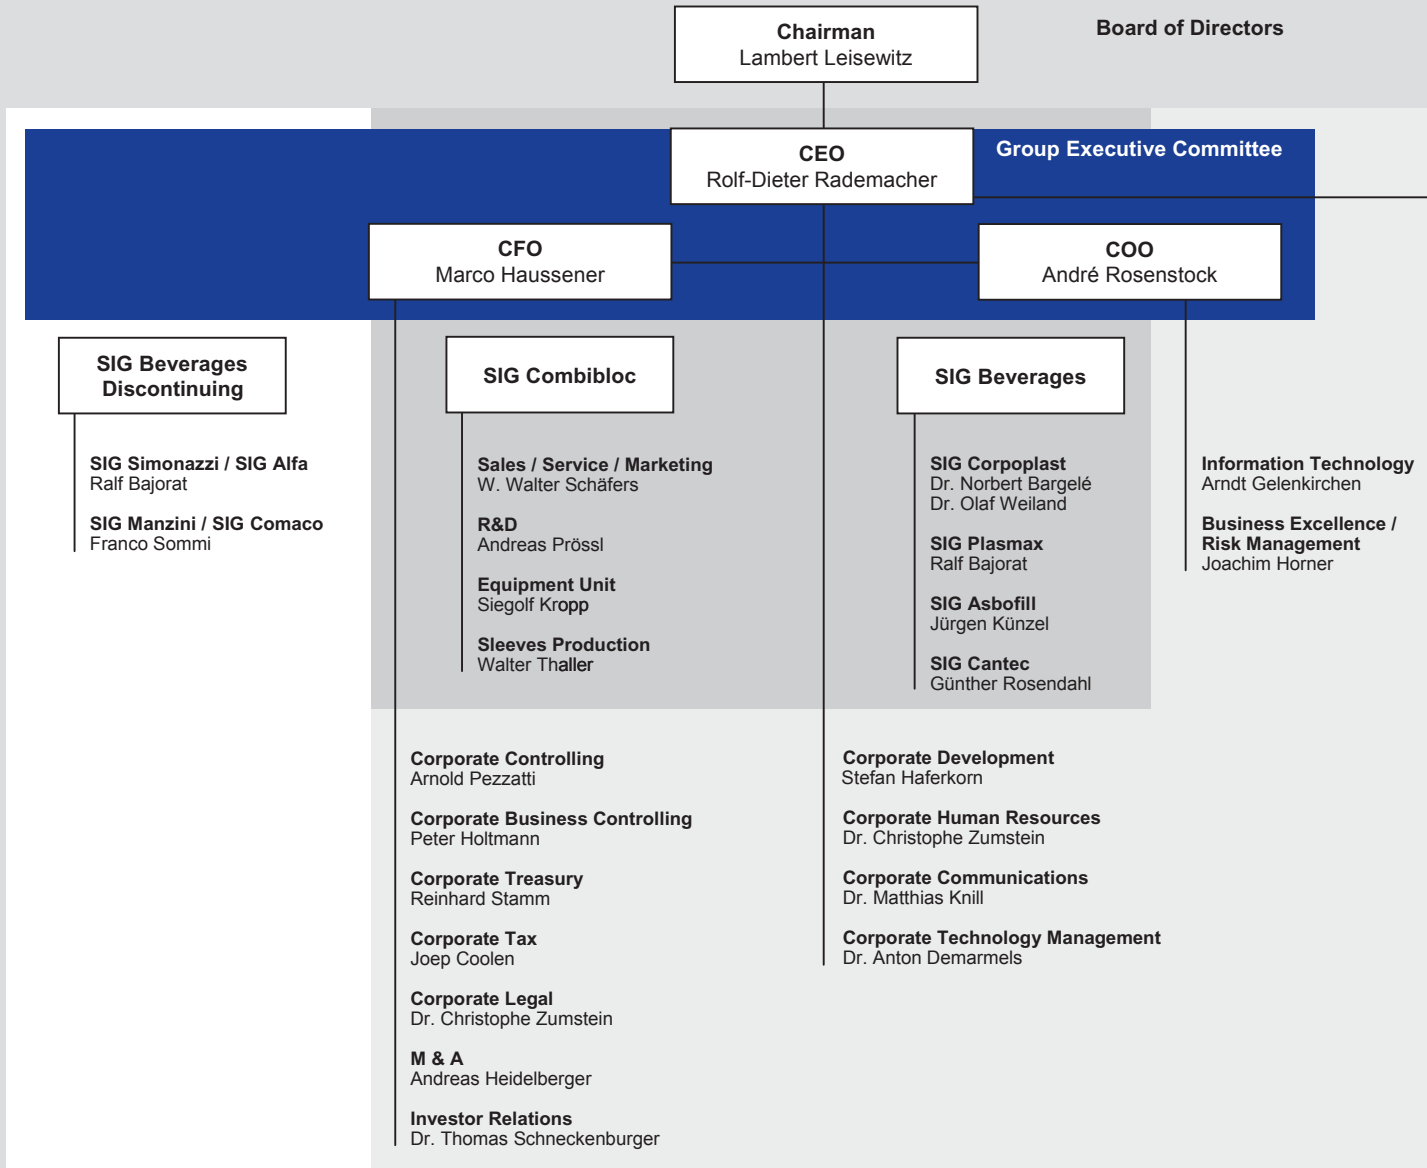 Chairman
Lambert Leisewitz
Board of Directors
CEO
Rolf-Dieter Rademacher
Group Executive Committee
CFO
Marco Haussener
COO
André Rosenstock
SIG Beverages
Discontinuing
SIG Simonazzi / SIG Alfa
Ralf Bajorat
SIG Manzini / SIG Comaco
Franco Sommi
SIG Combibloc
Sales / Service / Marketing
W. Walter Schäfers
R&D
Andreas Prössl
Equipment Unit
Siegolf Kropp
Sleeves Production
Walter Thaller
SIG Beverages
SIG Corpoplast
Dr. Norbert Bargelé
Dr. Olaf Weiland
SIG Plasmax
Ralf Bajorat
SIG Asbofill
Jürgen Künzel
SIG Cantec
Günther Rosendahl
Information Technology
Arndt Gelenkirchen
Business Excellence /
Risk Management
Joachim Horner
Corporate Controlling
Arnold Pezzatti
Corporate Business Controlling
Peter Holtmann
Corporate Treasury
Reinhard Stamm
Corporate Tax
Joep Coolen
Corporate Legal
Dr. Christophe Zumstein
M & A
Andreas Heidelberger
Investor Relations
Dr. Thomas Schneckenburger
Corporate Development
Stefan Haferkorn
Corporate Human Resources
Dr. Christophe Zumstein
Corporate Communications
Dr. Matthias Knill
Corporate Technology Management
Dr. Anton Demarmels